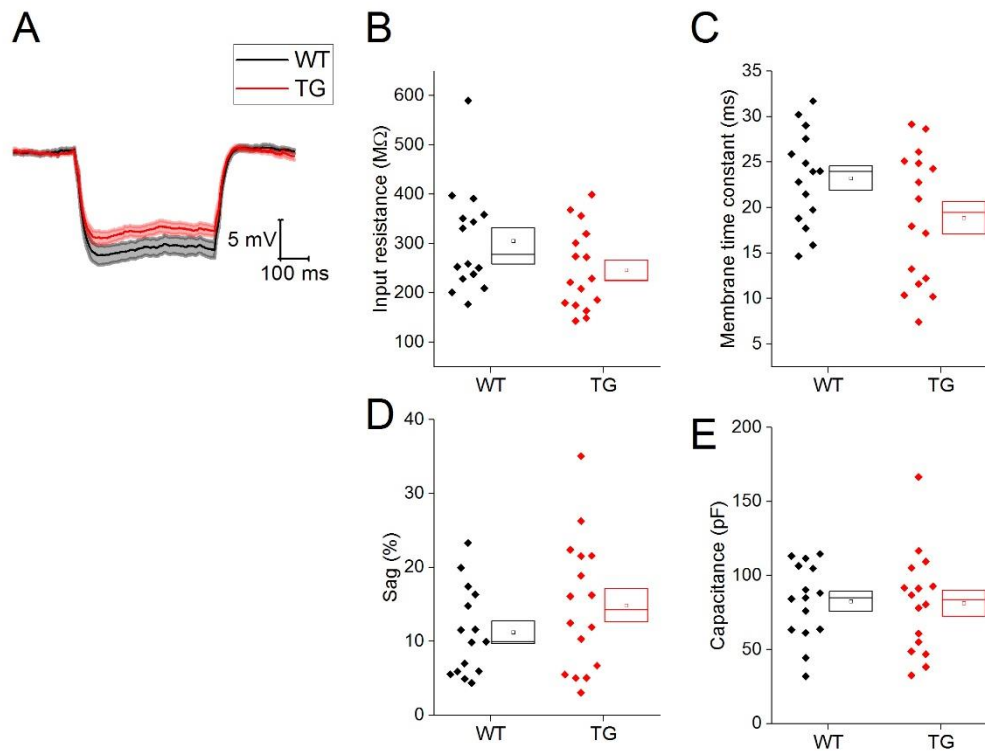 A
WT
TG
5 mV
100 ms
B
Input resistance (MΩ)
600
500
400
300
200
100
WT
TG
C
Membrane time constant (ms)
35
30
25
20
15
10
5
WT
TG
D
Sag (%)
40
30
20
10
0
WT
TG
E
Capacitance (pF)
200
150
100
50
0
WT
TG